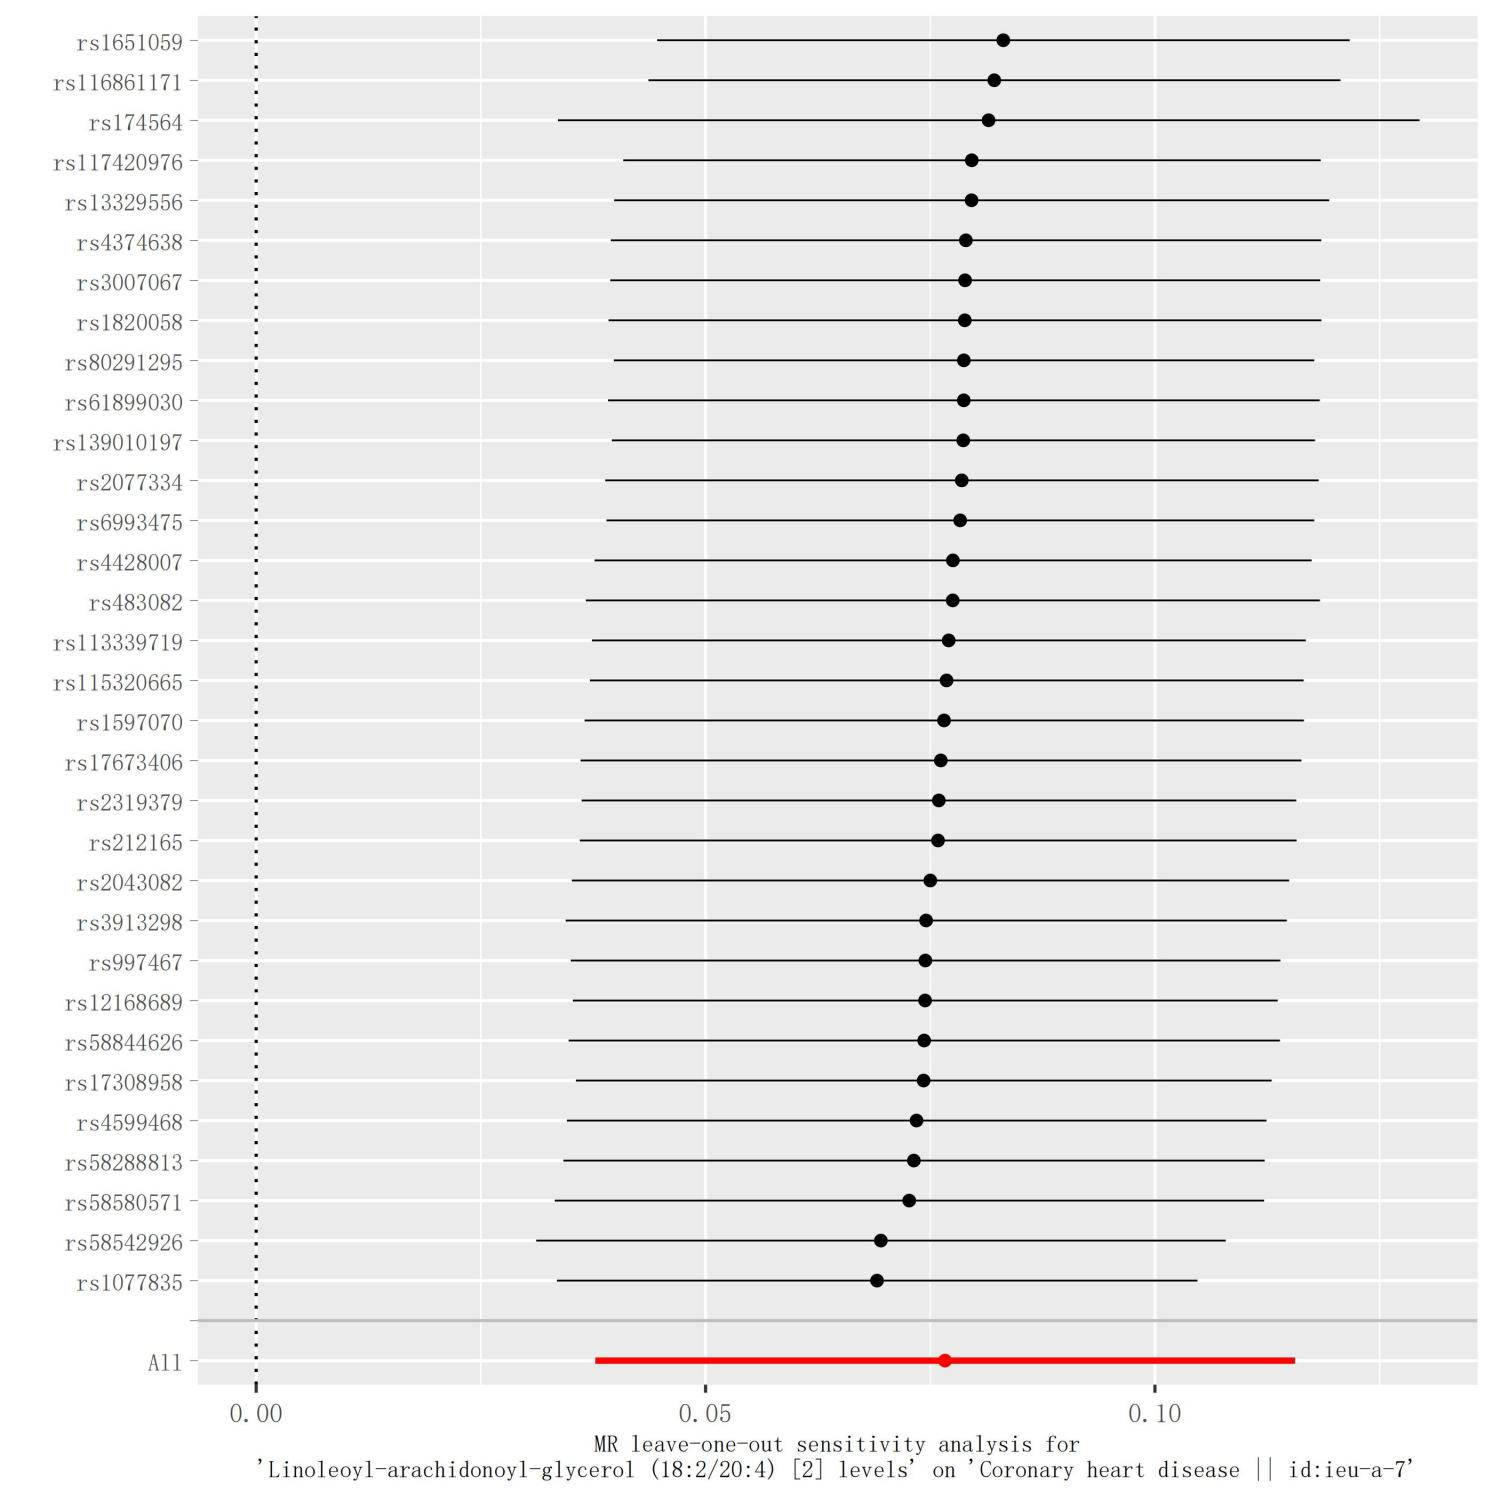 rs1651059
rs116861171
rs174564
rs117420976
rs13329556
rs4374638
rs3007067
rs1820058
rs80291295
rs61899030
rs139010197
rs2077334
rs6993475
rs4428007
rs483082
rs113339719
rs115320665
rs1597070
rs17673406
rs2319379
rs212165
rs2043082
rs3913298
rs997467
rs12168689
rs58844626
rs17308958
rs4599468
rs58288813
rs58580571
rs58542926
rs1077835
All
0.00 0.05 0.10
MR leave-one-out sensitivity analysis for
'Linoleoyl-arachidonoyl-glycerol (18:2/20:4) [2] levels' on 'Coronary heart disease || id:ieu-a-7'